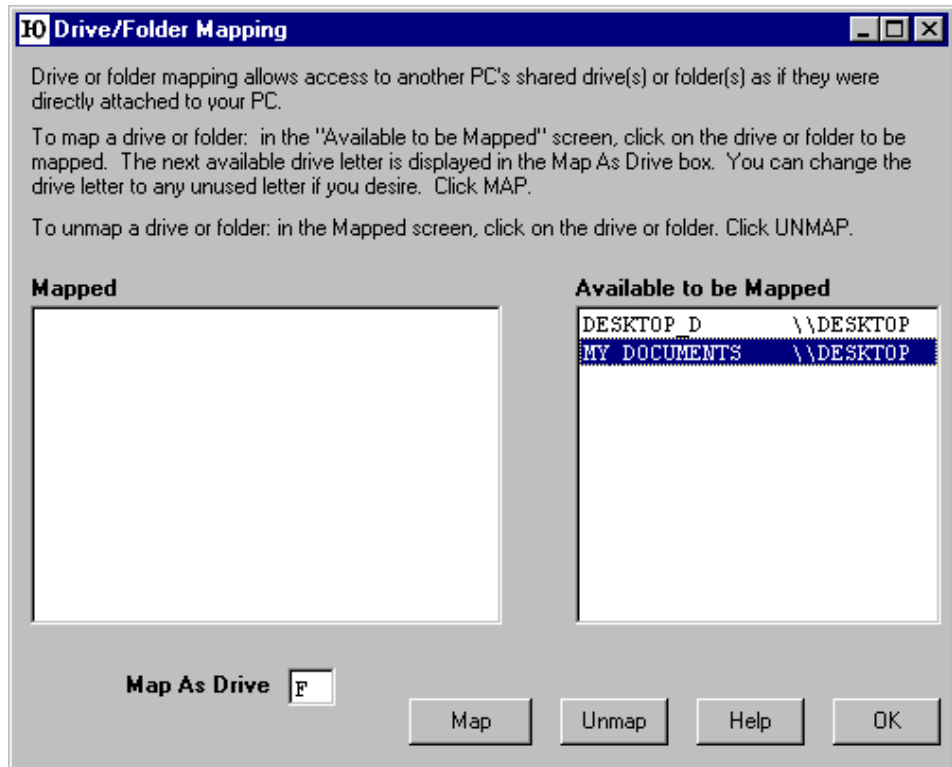 IO Drive/Folder Mapping
Drive or folder mapping allows access to another PC's shared drive(s) or folder(s) as if they were
directly attached to your PC.
To map a drive or folder:  in the "Available to be Mapped" screen, click on the drive or folder to be
mapped.  The next available drive letter is displayed in the Map As Drive box.  You can change the
drive letter to any unused letter if you desire.  Click MAP.
To unmap a drive or folder: in the Mapped screen, click on the drive or folder. Click UNMAP.
Mapped
Available to be Mapped
DESKTOP_D \\DESKTOP
MY DOCUMENTS \\DESKTOP
Map As Drive F
Map Unmap Help OK